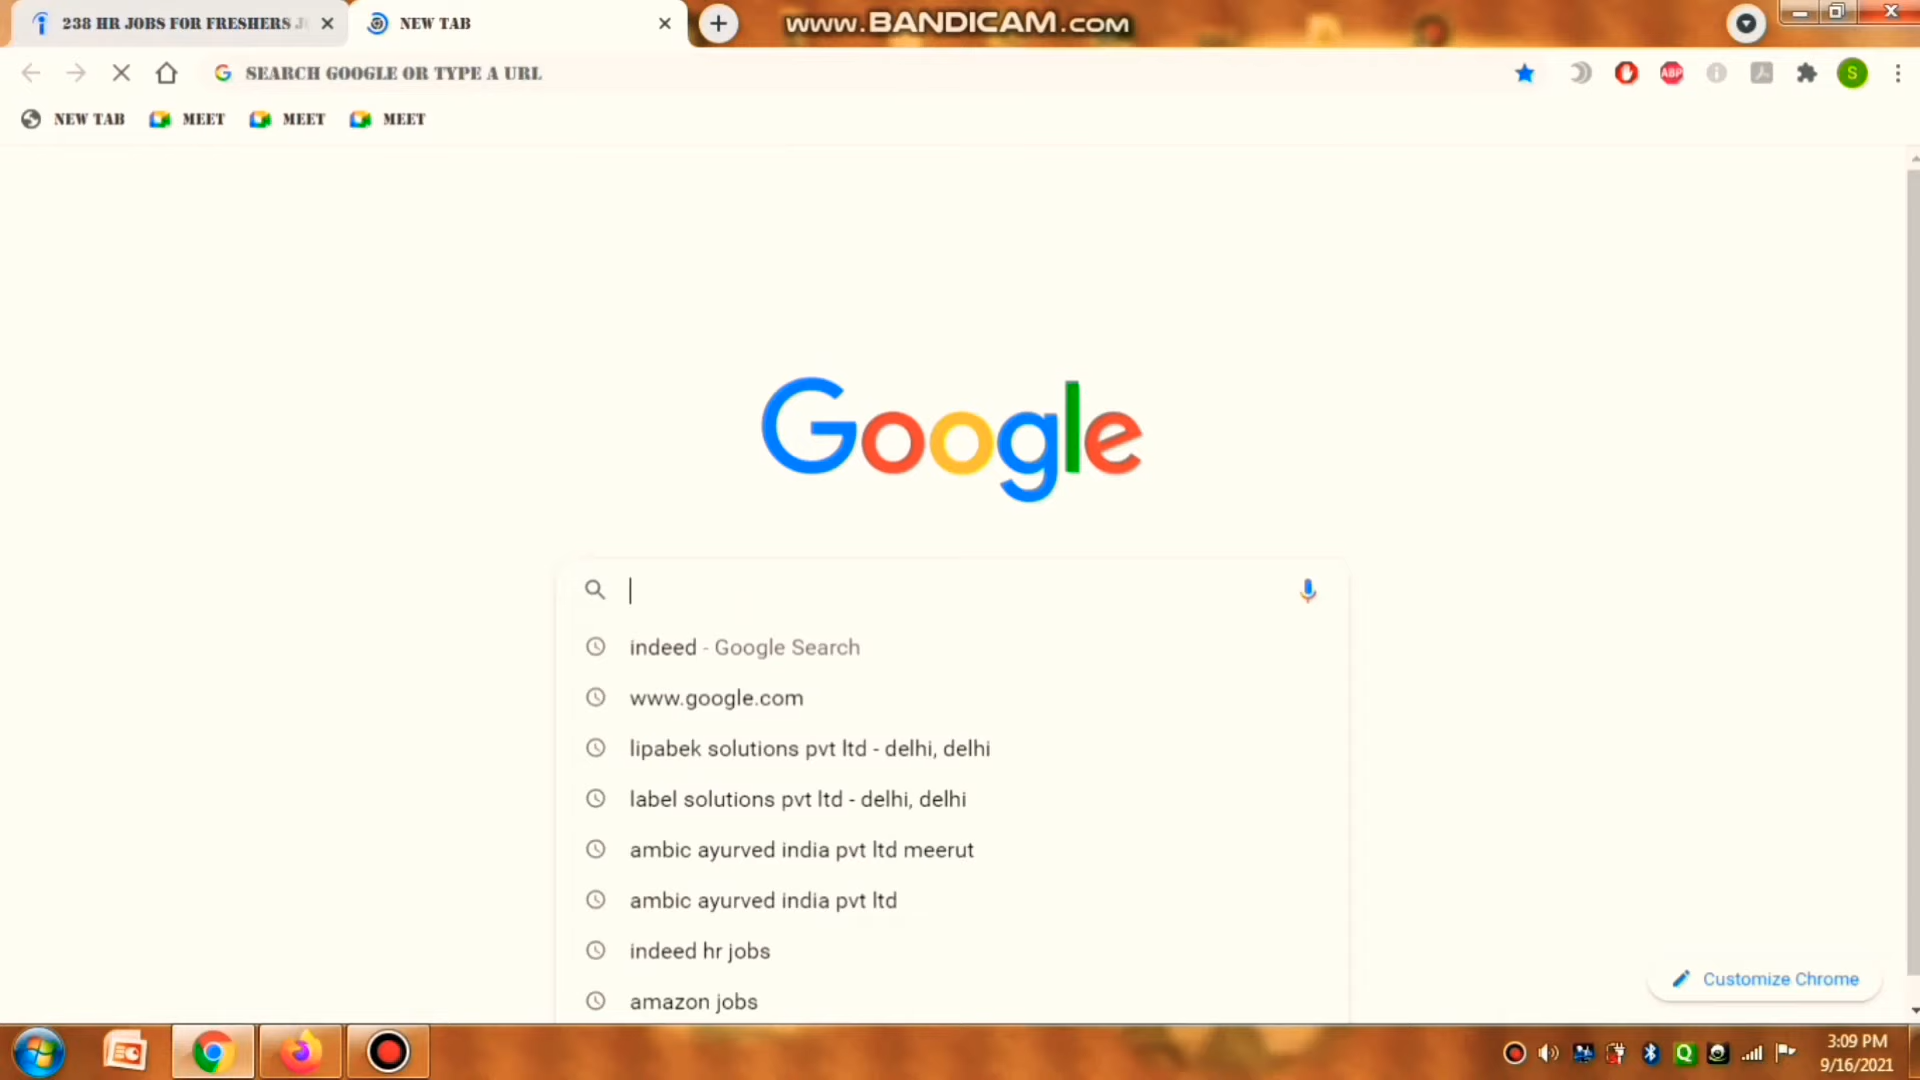 238 HR JOBS FOR FRESHERS
NEW TAB
www.BANDICAM.com
SEARCH GOOGLE OR TYPE A URL
ABP
S
NEW TAB
MEET
MEET
MEET
Google
indeed - Google Search
www.google.com
lipabek solutions pvt ltd - delhi, delhi
label solutions pvt ltd - delhi, delhi
ambic ayurved india pvt ltd meerut
ambic ayurved india pvt ltd
indeed hr jobs
amazon jobs
Customize Chrome
3:09 PM
9/16/2021